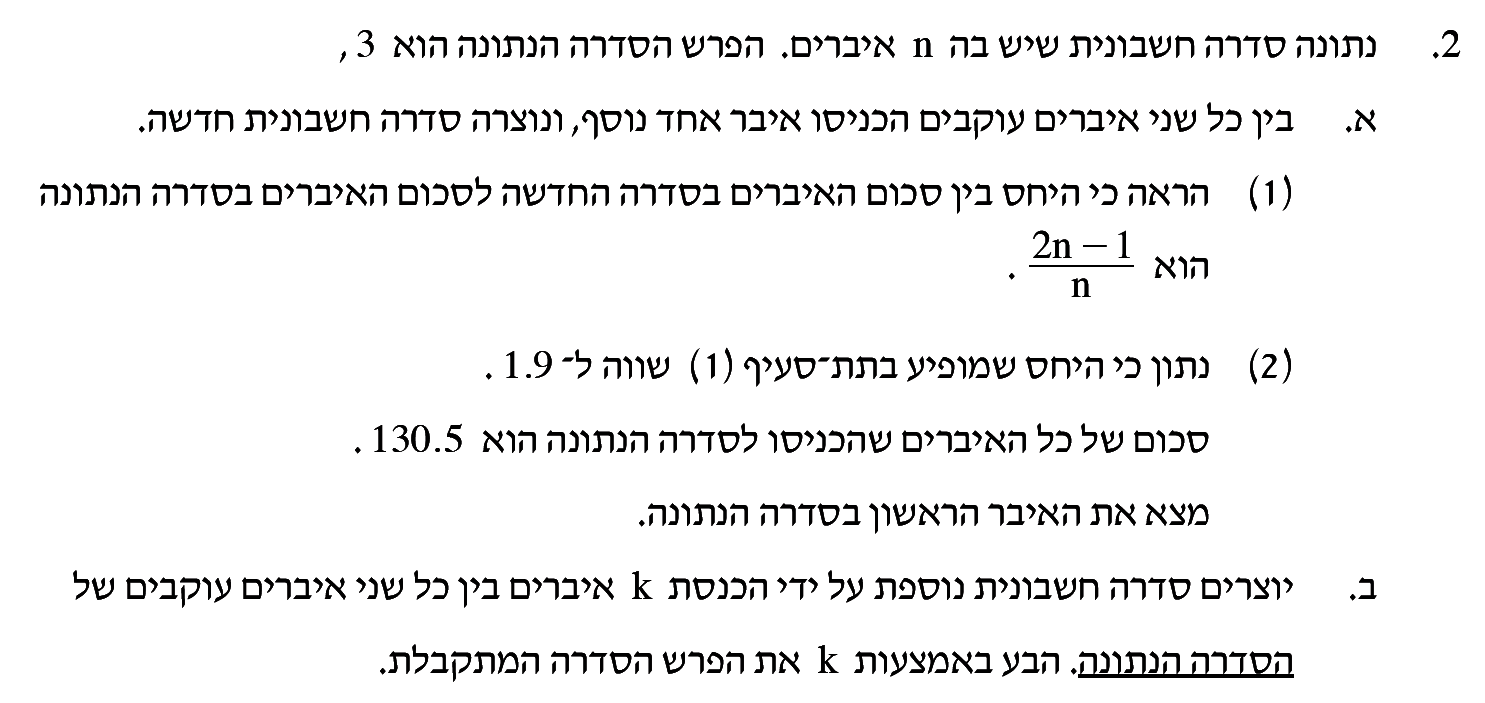 2. נתונה סדרה חשבונית שיש בה n איברים. הפרש הסדרה הנתונה הוא 3 ,
א. בין כל שני איברים עוקבים הכניסו איבר אחד נוסף, ונוצרה סדרה חשבונית חדשה.
(1) הראה כי היחס בין סכום האיברים בסדרה החדשה לסכום האיברים בסדרה הנתונה
הוא \frac{2n-1}{n} .
(2) נתון כי היחס שמופיע בתת־סעיף (1) שווה ל־ 1.9 .
סכום של כל האיברים שהכניסו לסדרה הנתונה הוא 130.5 .
מצא את האיבר הראשון בסדרה הנתונה.
ב. יוצרים סדרה חשבונית נוספת על ידי הכנסת k איברים בין כל שני איברים עוקבים של
הסדרה הנתונה. הבע באמצעות k את הפרש הסדרה המתקבלת.